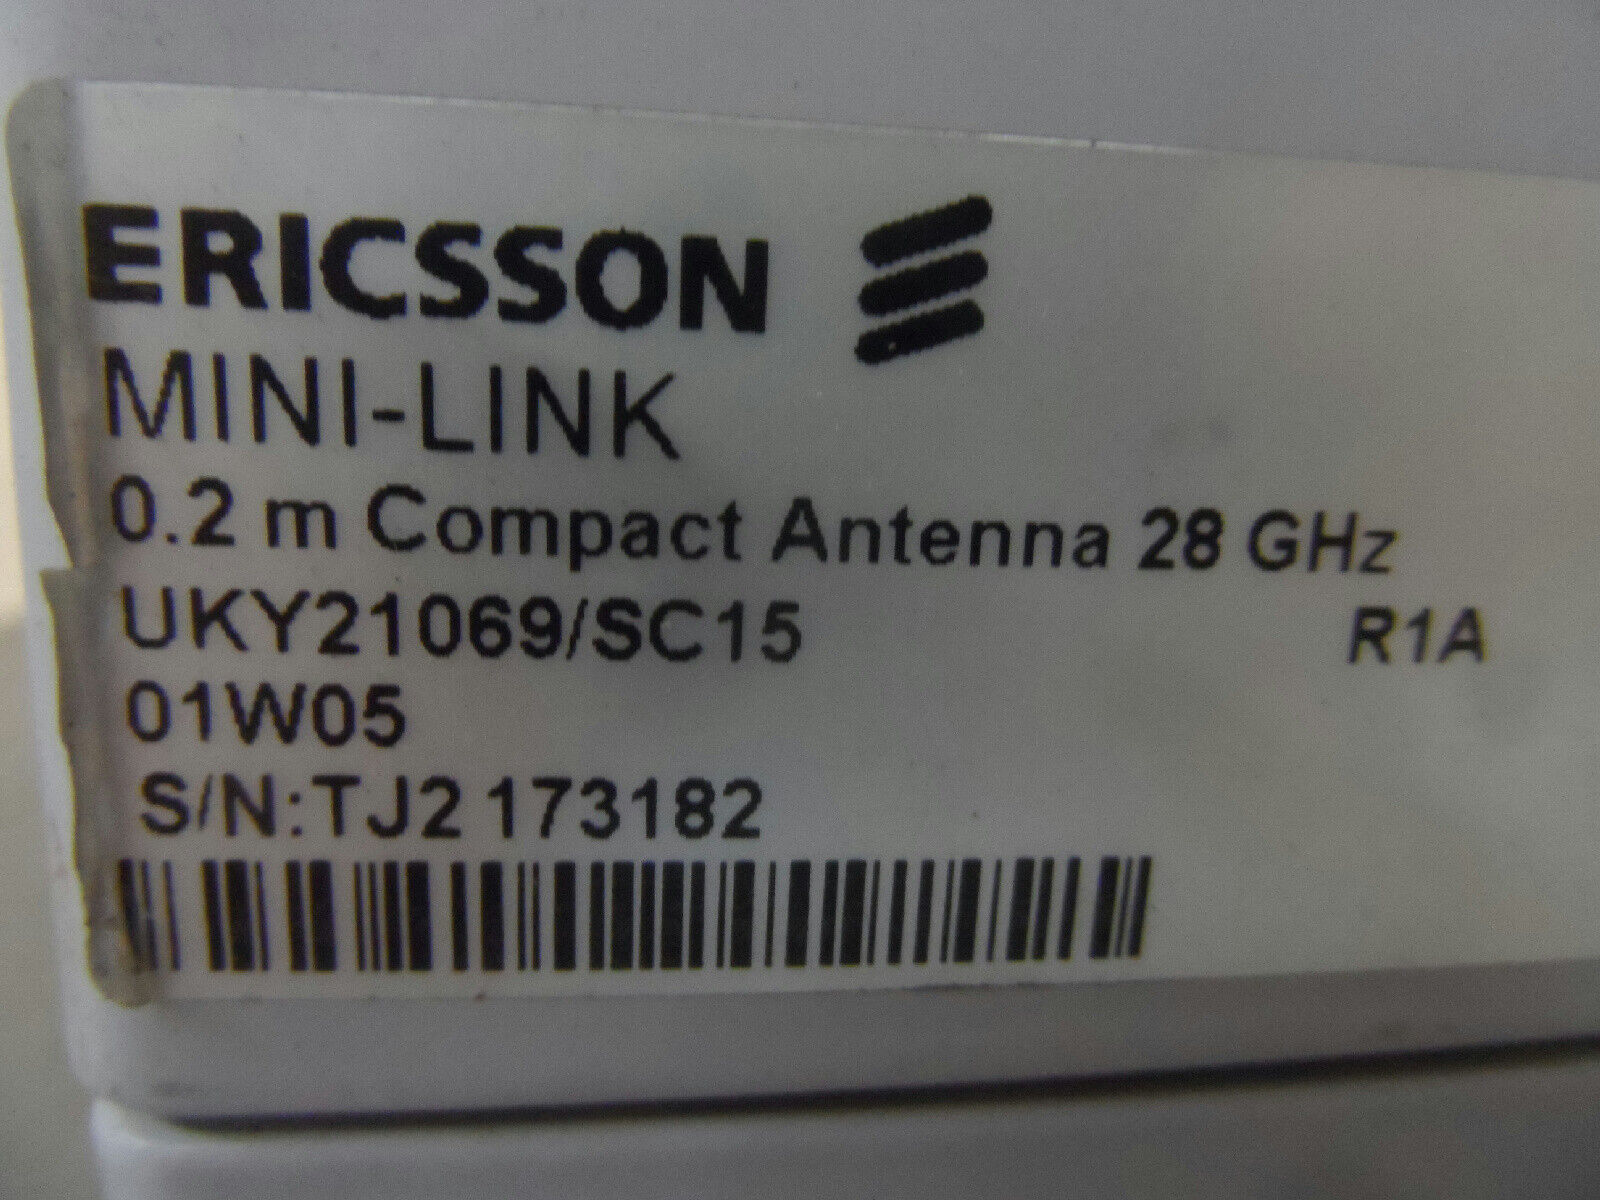 ERICSSON
MINI-LINK
0.2 m Compact Antenna 28 GHz
UKY21069/SC15 R1A
01W05
S/N:TJ2 173182